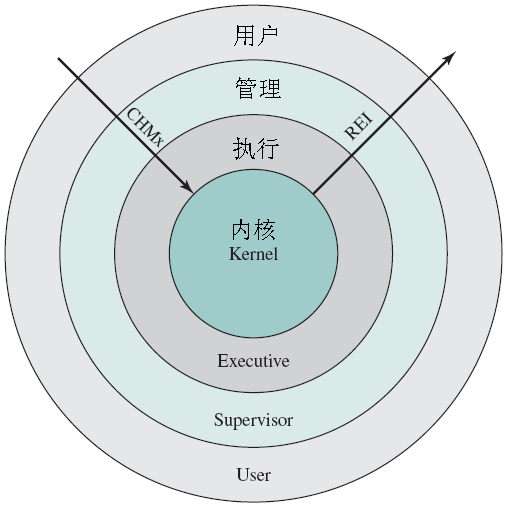 用户
管理
CHMx
REI
执行
内核
Kernel
Executive
Supervisor
User